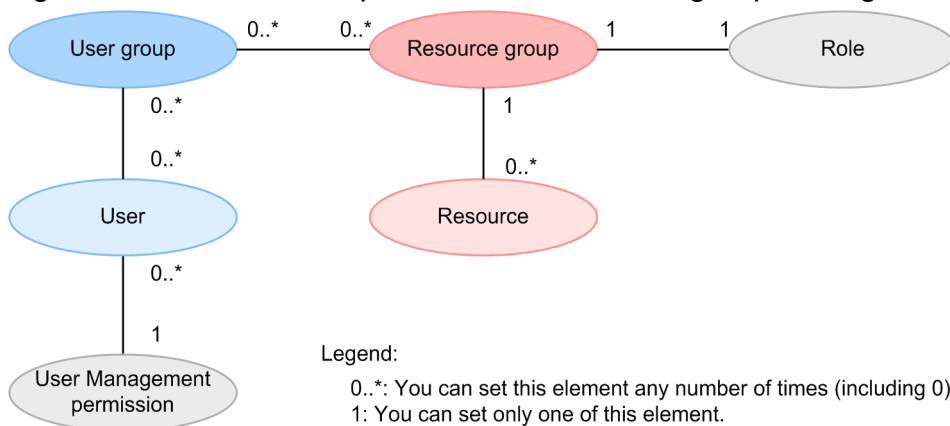 User group
0..*
0..*
Resource group
1
1
Role
0..*
1
0..*
0..*
User
Resource
0..*
1
User Management
permission
Legend:
0..*: You can set this element any number of times (including 0)
1: You can set only one of this element.